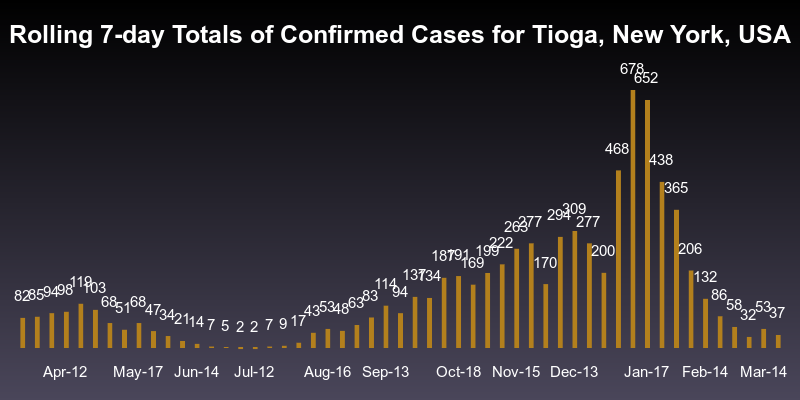 Rolling 7-day Totals of Confirmed Cases for Tioga, New York, USA
82 85 94 98 119 103 68 51 68 47 34 21 14 7 5 2 2 7 9 17 43 53 48 63 83 114 94 137 134 187 191 169 199 222 263 277 170 294 309 277 200 468 678 652 438 365 206 132 86 58 32 53 37
Apr-12 May-17 Jun-14 Jul-12 Aug-16 Sep-13 Oct-18 Nov-15 Dec-13 Jan-17 Feb-14 Mar-14